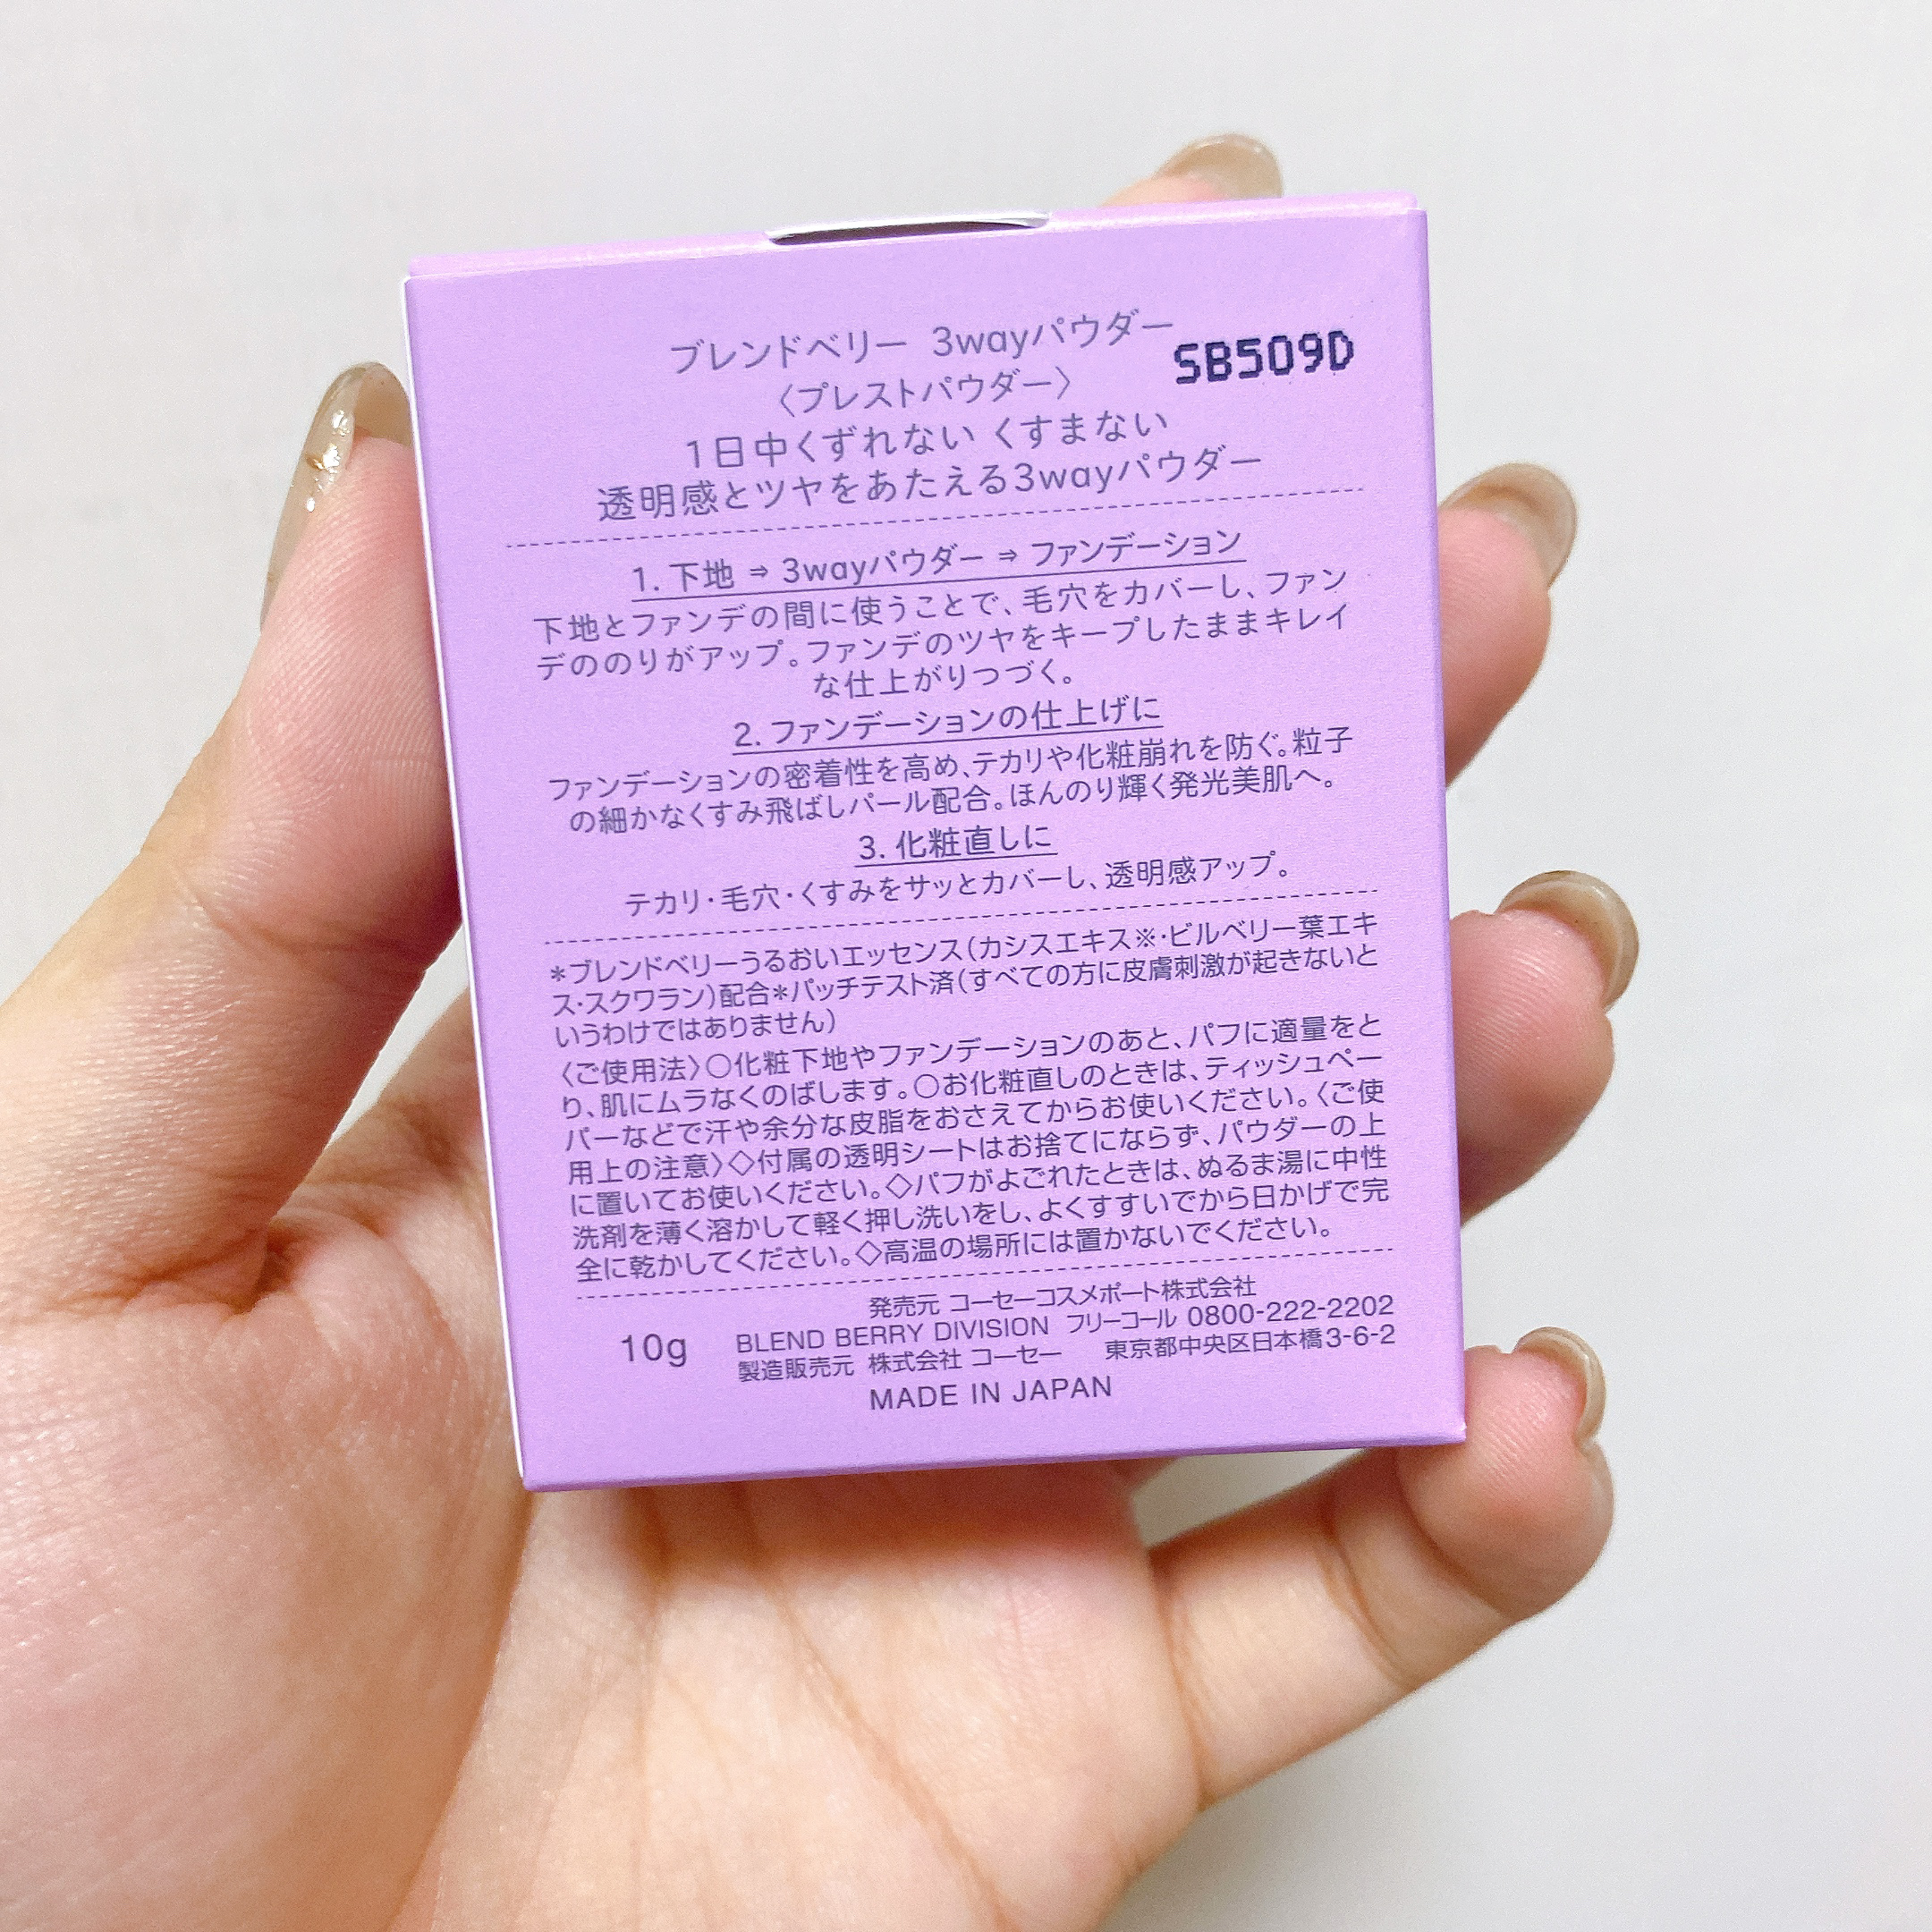 ブレンドベリー 3wayパウダー
SB509D
〈プレストパウダー〉
1日中くずれない くすまない
透明感とツヤをあたえる3wayパウダー
1. 下地 ⇒ 3wayパウダー ⇒ ファンデーション
下地とファンデの間に使うことで、毛穴をカバーし、ファン
デののりがアップ。ファンデのツヤをキープしたままキレイ
な仕上がりつづく。
2. ファンデーションの仕上げに
ファンデーションの密着性を高め、テカリや化粧崩れを防ぐ。粒子
の細かなくすみ飛ばしパール配合。ほんのり輝く発光美肌へ。
3. 化粧直しに
テカリ・毛穴・くすみをサッとカバーし、透明感アップ。
*ブレンドベリーうるおいエッセンス(カシスエキス※・ビルベリー葉エキ
ス・スクワラン)配合*パッチテスト済(すべての方に皮膚刺激が起きないと
いうわけではありません)
〈ご使用法〉○化粧下地やファンデーションのあと、パフに適量をと
り、肌にムラなくのばします。○お化粧直しのときは、ティッシュペー
パーなどで汗や余分な皮脂をおさえてからお使いください。〈ご使
用上の注意〉◇付属の透明シートはお捨てにならず、パウダーの上
に置いてお使いください。◇パフがよごれたときは、ぬるま湯に中性
洗剤を薄く溶かして軽く押し洗いをし、よくすすいでから日かげで完
全に乾かしてください。◇高温の場所には置かないでください。
発売元 コーセーコスメポート株式会社
10g
BLEND BERRY DIVISION フリーコール 0800-222-2202
製造販売元 株式会社 コーセー 東京都中央区日本橋3-6-2
MADE IN JAPAN